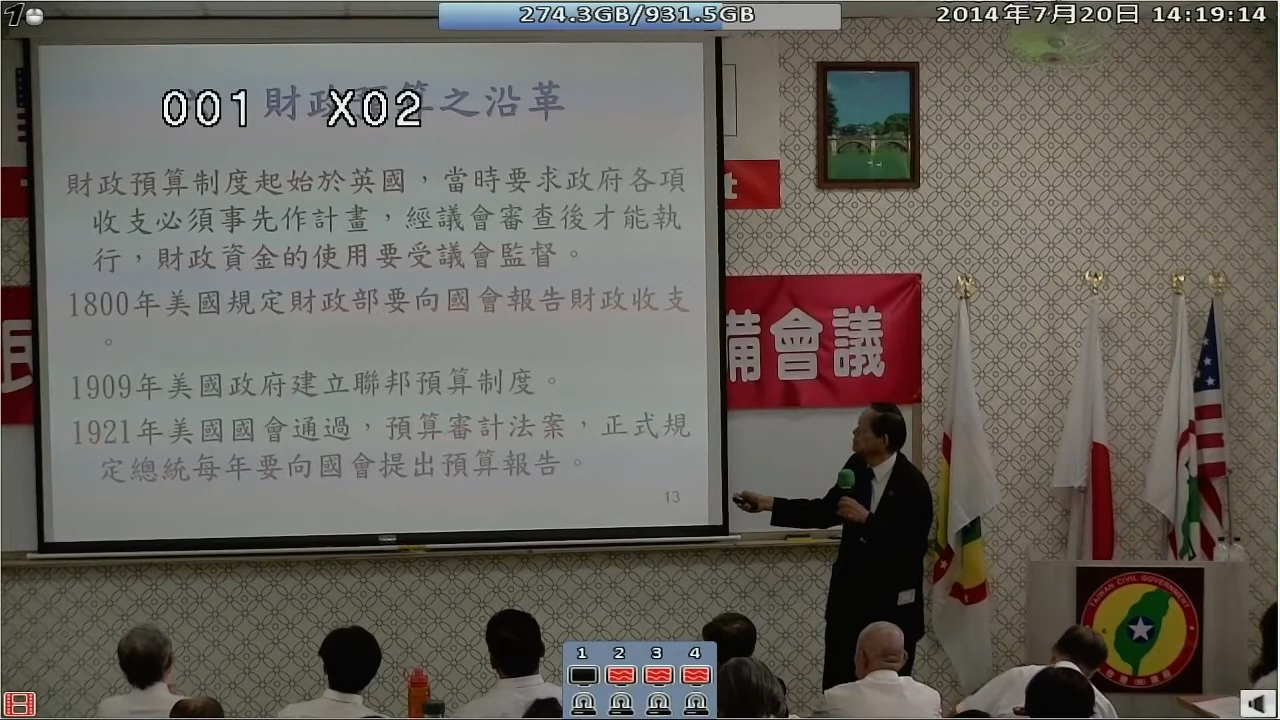 1
274.3GB/931.5GB
2014年7月20日 14:19:14
001 X02
財政預算之沿革
財政預算制度起始於英國，當時要求政府各項
收支必須事先作計畫，經議會審查後才能執
行，財政資金的使用要受議會監督。
1800年美國規定財政部要向國會報告財政收支
。
1909年美國政府建立聯邦預算制度。
1921年美國國會通過，預算審計法案，正式規
定總統每年要向國會提出預算報告。
13
t
民
備會議
TAIWAN CIVIL GOVERNMENT
1 2 3 4